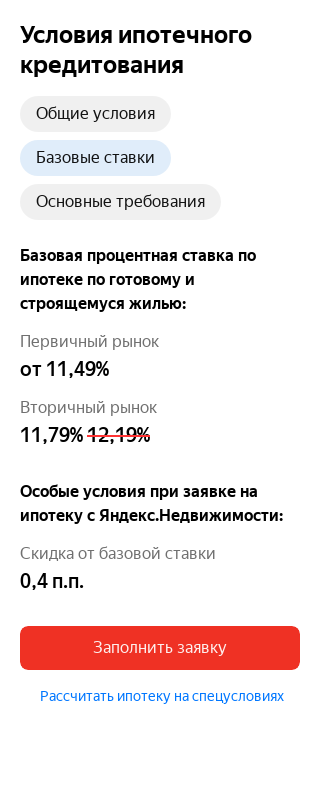 Условия ипотечного
кредитования
Общие условия
Базовые ставки
Основные требования
Базовая процентная ставка по
ипотеке по готовому и
строящемуся жилью:
Первичный рынок
от 11,49%
Вторичный рынок
11,79% 12,19%
Особые условия при заявке на
ипотеку с Яндекс.Недвижимости:
Скидка от базовой ставки
0,4 п.п.
Заполнить заявку
Рассчитать ипотеку на спецусловиях